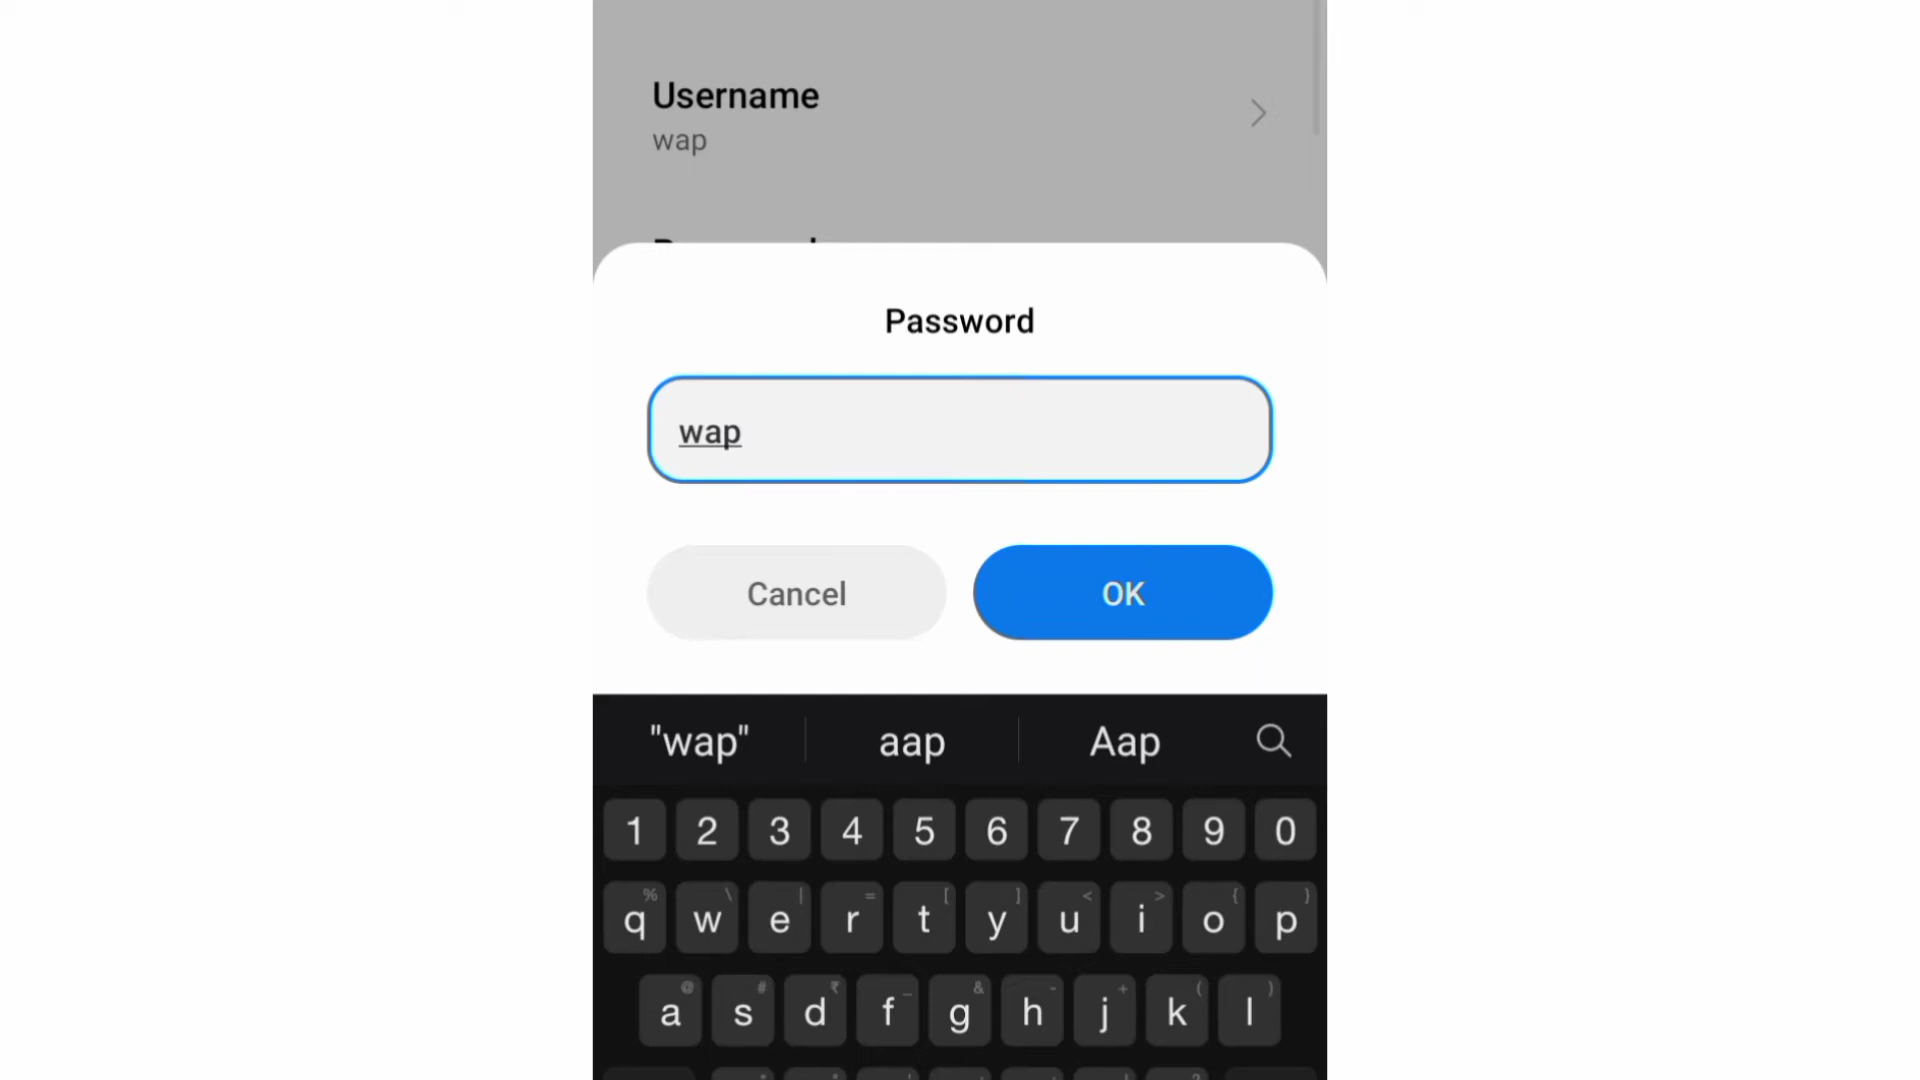 Username
wap
Password
wap
Cancel OK
"wap" aap Aap
1 2 3 4 5 6 7 8 9 0
% \ | = [ ] < > { }
q w e r t y u i o p
@ # ₹ _ & - + ( )
a s d f g h j k l